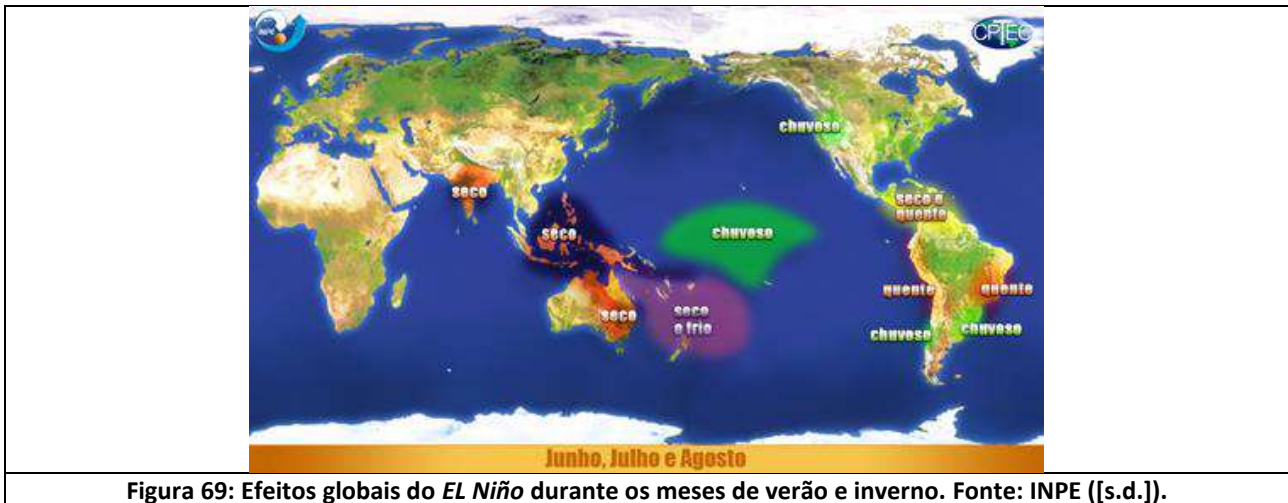 INPE
CPTEC
chuvoso
seco
seco e
quente
seco
chuvoso
quente
quente
seco
seco
e frio
chuvoso
chuvoso
Junho, Julho e Agosto
Figura 69: Efeitos globais do EL Niño durante os meses de verão e inverno. Fonte: INPE ([s.d.]).